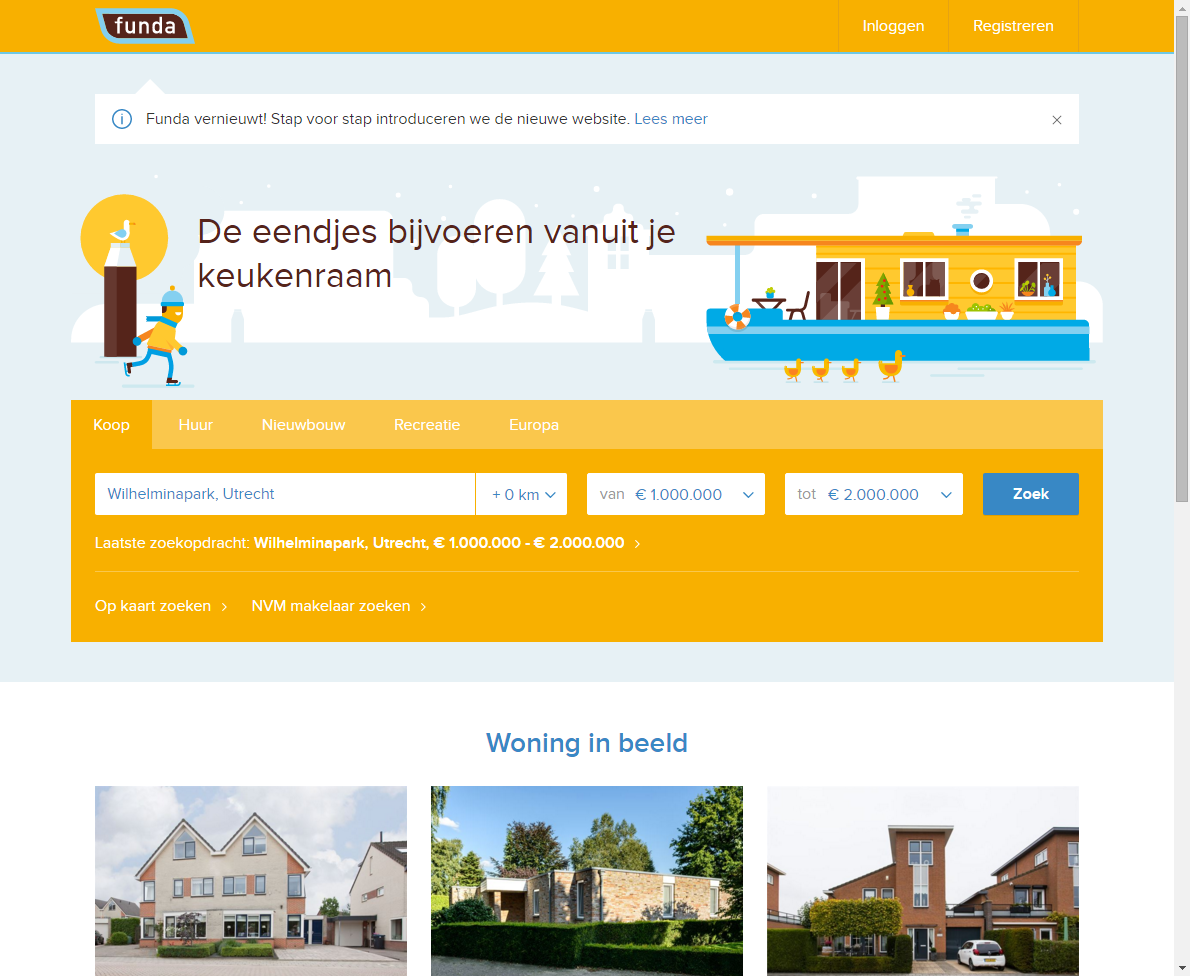 funda
Inloggen
Registreren
Funda vernieuwt! Stap voor stap introduceren we de nieuwe website. Lees meer
De eendjes bijvoeren vanuit je
keukenraam
Koop
Huur
Nieuwbouw
Recreatie
Europa
Wilhelminapark, Utrecht
+ 0 km
van € 1.000.000
tot € 2.000.000
Zoek
Laatste zoekopdracht: Wilhelminapark, Utrecht, € 1.000.000 - € 2.000.000
Op kaart zoeken
NVM makelaar zoeken
Woning in beeld